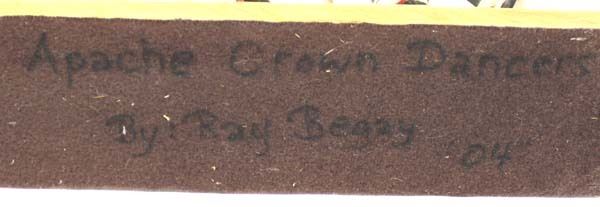 Apache Crown Dancers
By: Ray Begay "04"